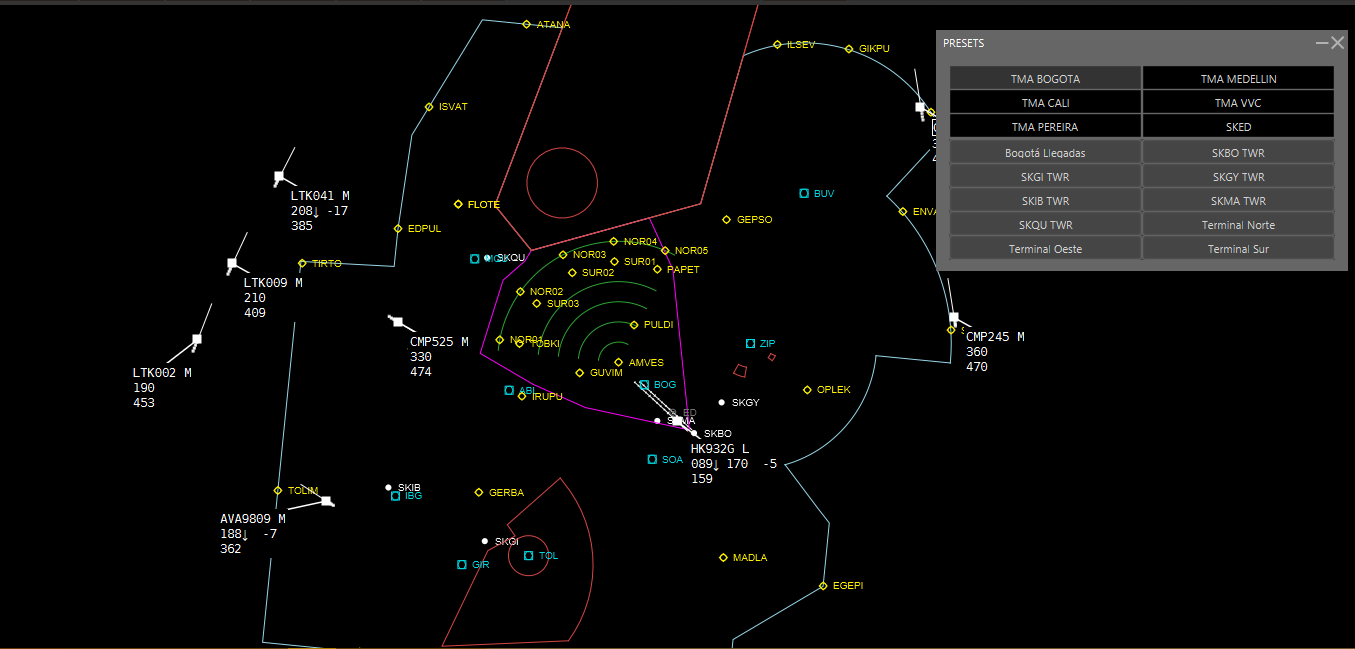 ATANA
ILSEV
GIKPU
PRESETS
TMA BOGOTA
TMA MEDELLIN
TMA CALI
TMA VVC
TMA PEREIRA
SKED
Bogotá Llegadas
SKBO TWR
SKGI TWR
SKGY TWR
SKIB TWR
SKMA TWR
SKQU TWR
Terminal Norte
Terminal Oeste
Terminal Sur
ISVAT
LTK041 M
208↓ -17
385
FLOTE
BUV
ENVA
GEPSO
EDPUL
NOR04
NOR05
NOR03
SUR01
PAPET
SKQU
SUR02
TIRTO
LTK009 M
210
409
NOR02
SUR03
PULDI
CMP525 M
330
474
TOBKI
ZIP
CMP245 M
360
470
AMVES
GUVIM
LTK002 M
190
453
BOG
ABI
IRUPU
OPLEK
SKGY
ED
SKBO
HK932G L
089↓ 170 -5
159
SOA
TOLIM
SKIB
IBG
GERBA
AVA9809 M
188↓ -7
362
SKGI
TOL
GIR
MADLA
EGEPI